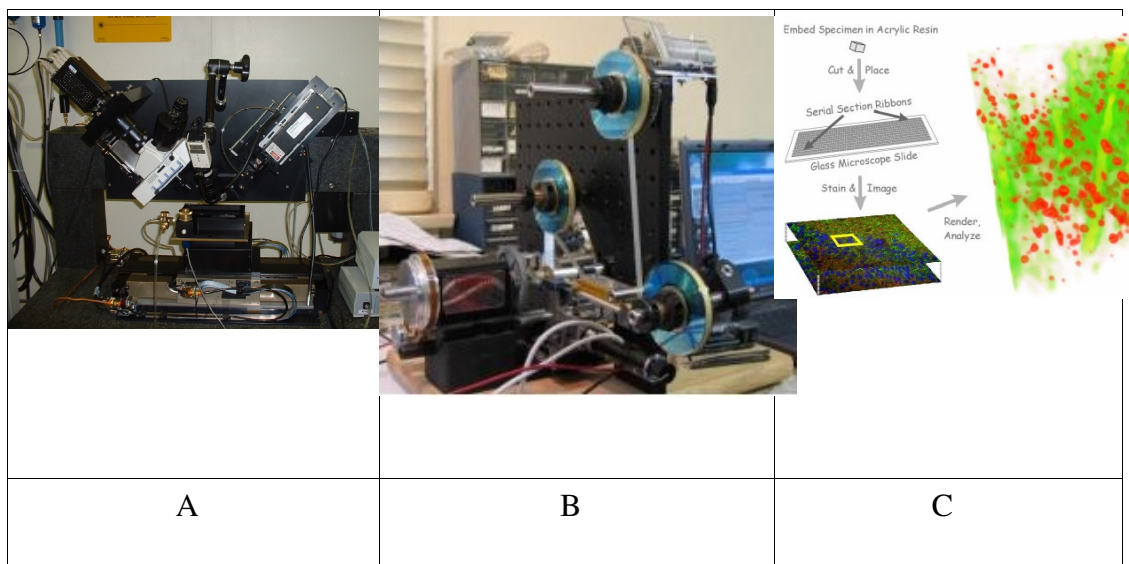 Embed Specimen in Acrylic Resin
Cut & Place
Serial Section Ribbons
Glass Microscope Slide
Stain & Image
Render,
Analyze
A
B
C